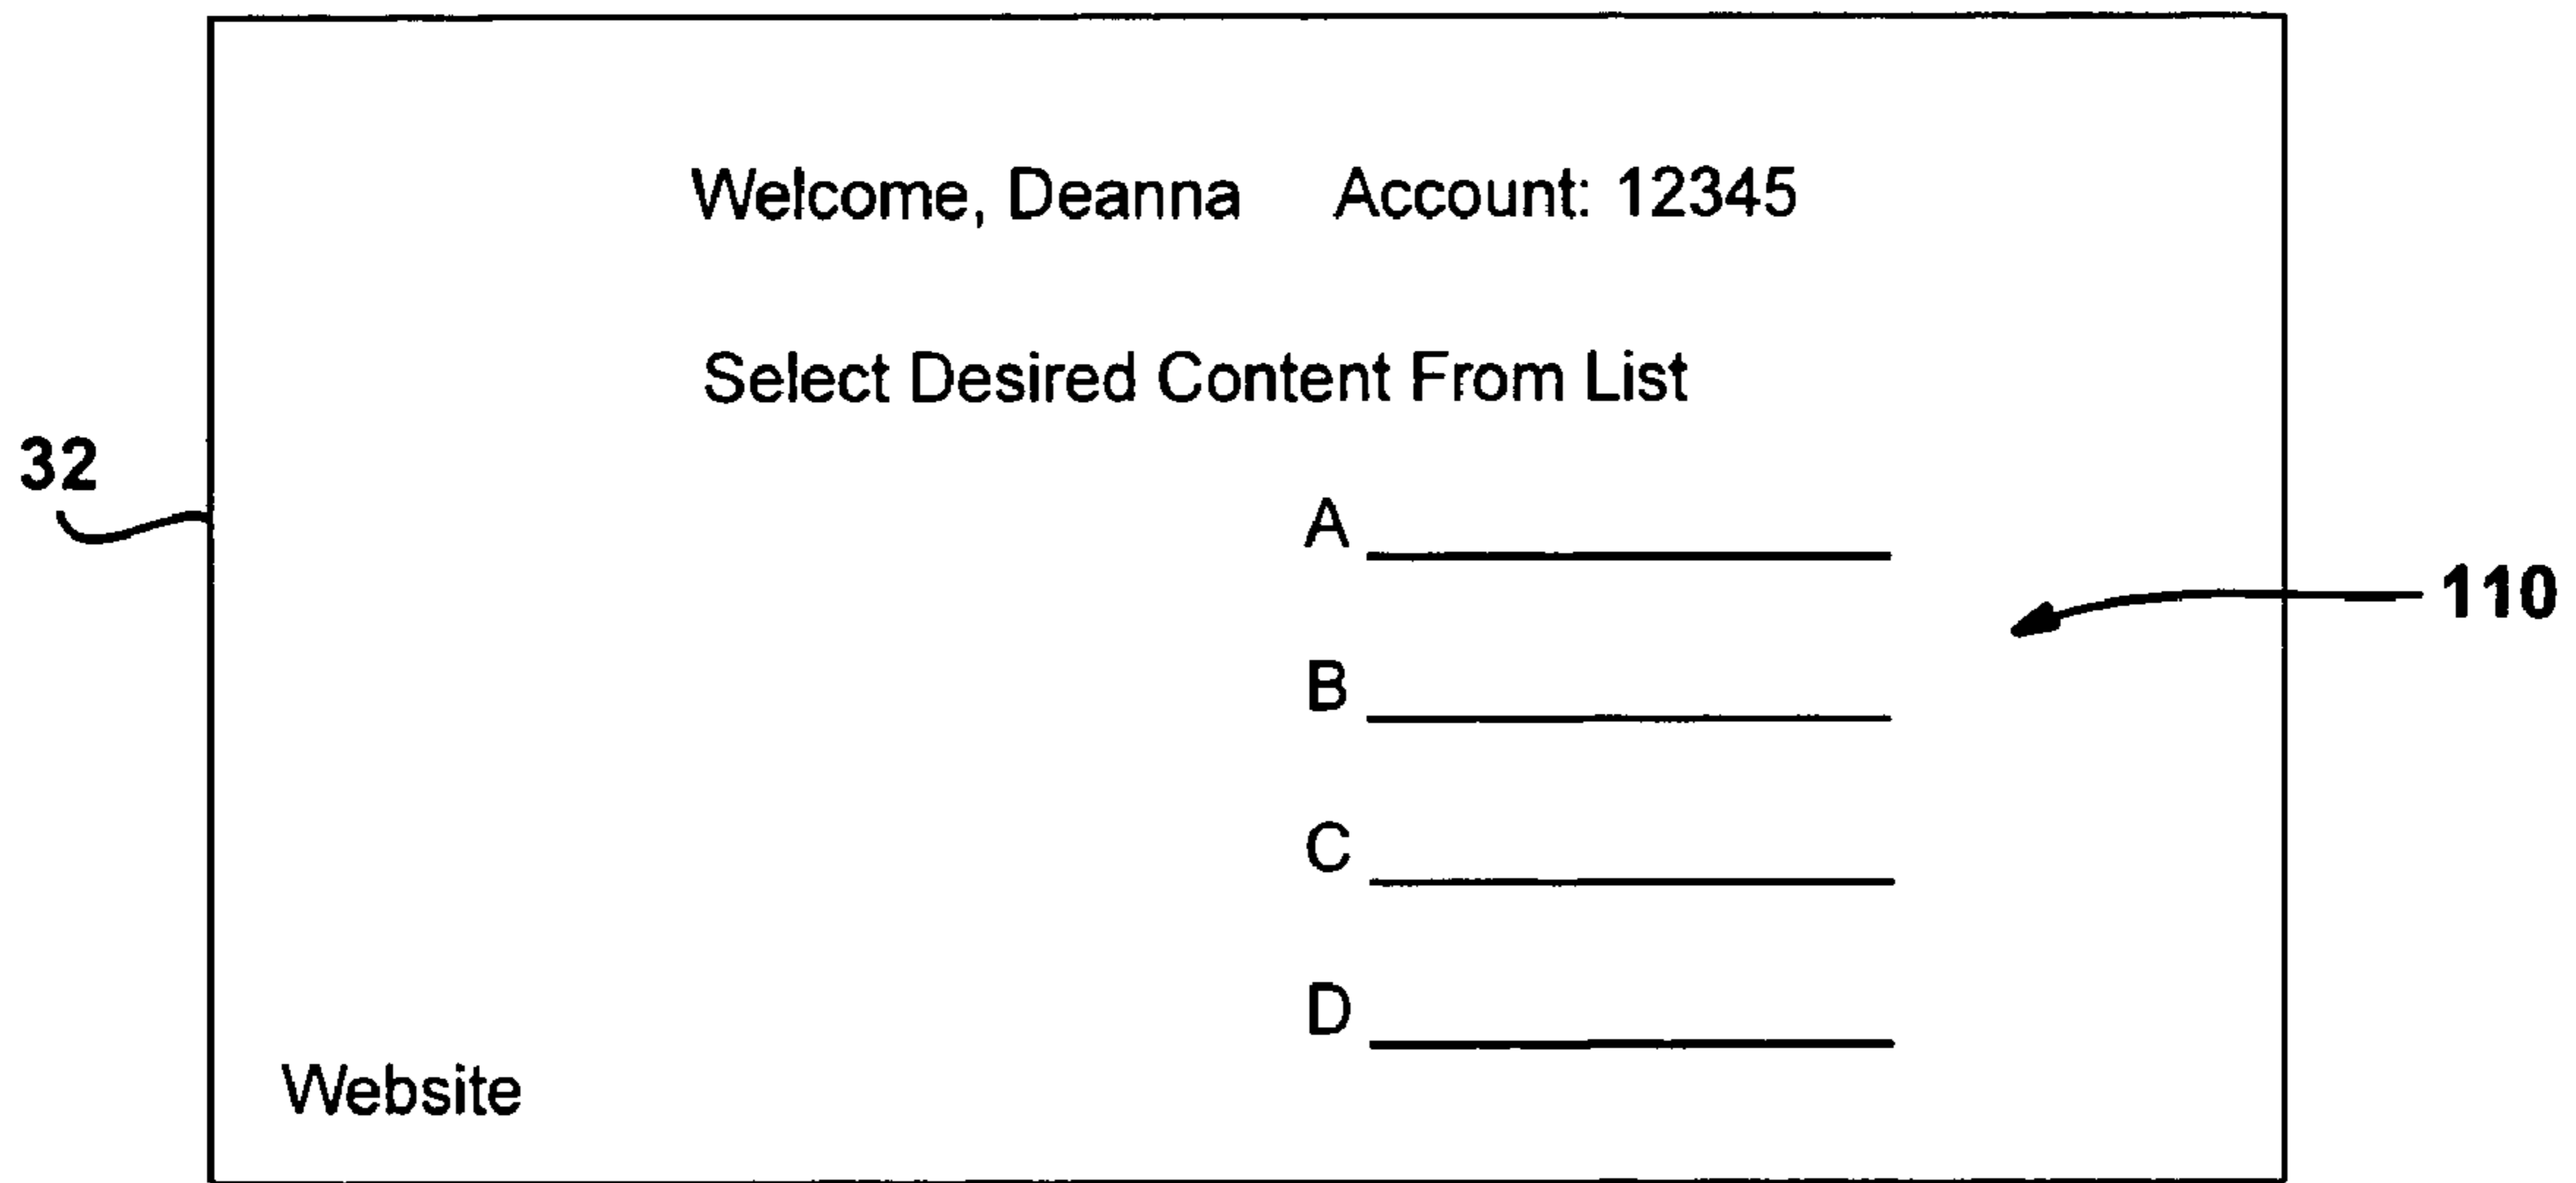 Welcome, Deanna Account: 12345
Select Desired Content From List
32
A
110
B
C
D
Website